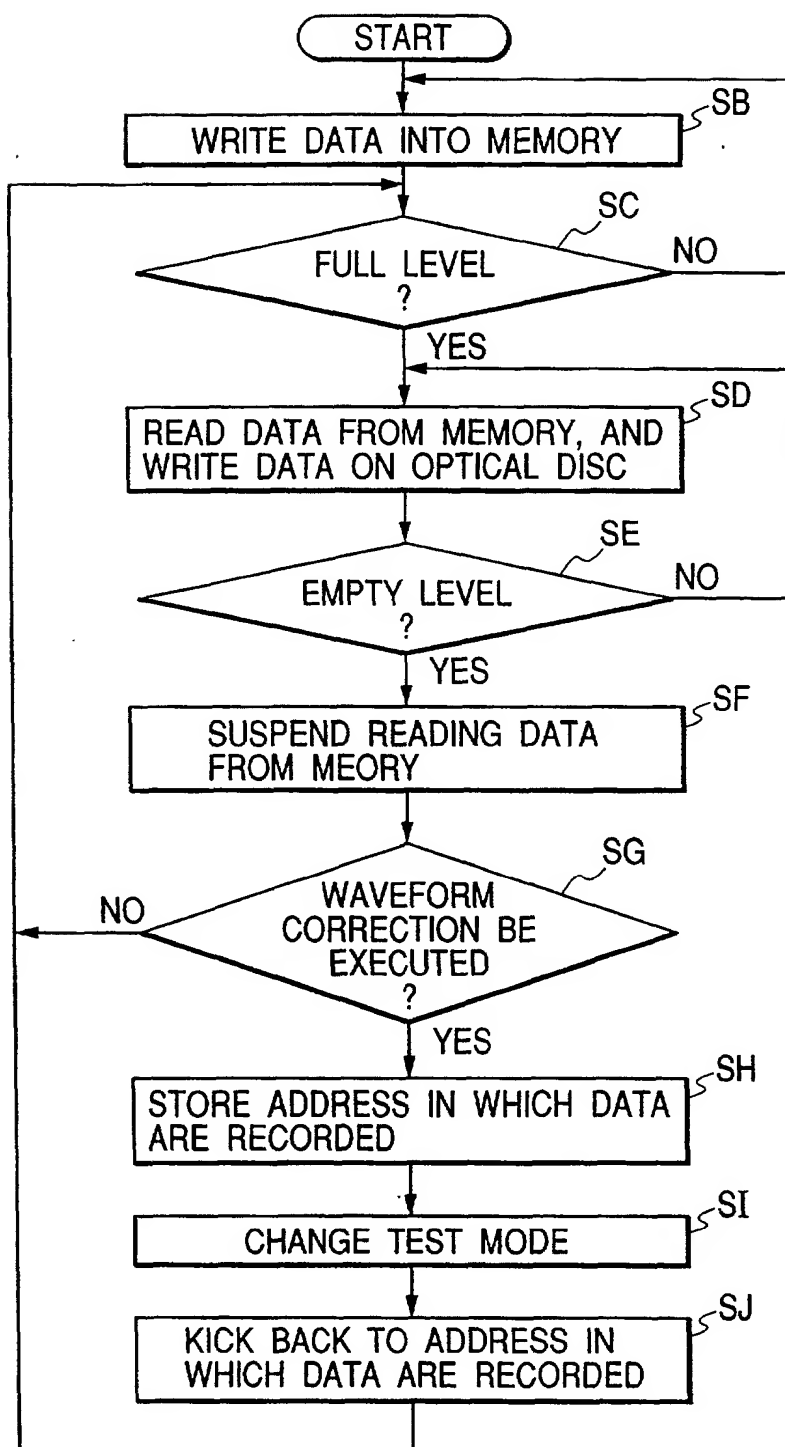 START
SB
WRITE DATA INTO MEMORY
SC
FULL LEVEL
?
NO
YES
SD
READ DATA FROM MEMORY, AND
WRITE DATA ON OPTICAL DISC
SE
EMPTY LEVEL
?
NO
YES
SF
SUSPEND READING DATA
FROM MEORY
SG
WAVEFORM
CORRECTION BE
EXECUTED
?
NO
YES
SH
STORE ADDRESS IN WHICH DATA
ARE RECORDED
SI
CHANGE TEST MODE
SJ
KICK BACK TO ADDRESS IN
WHICH DATA ARE RECORDED